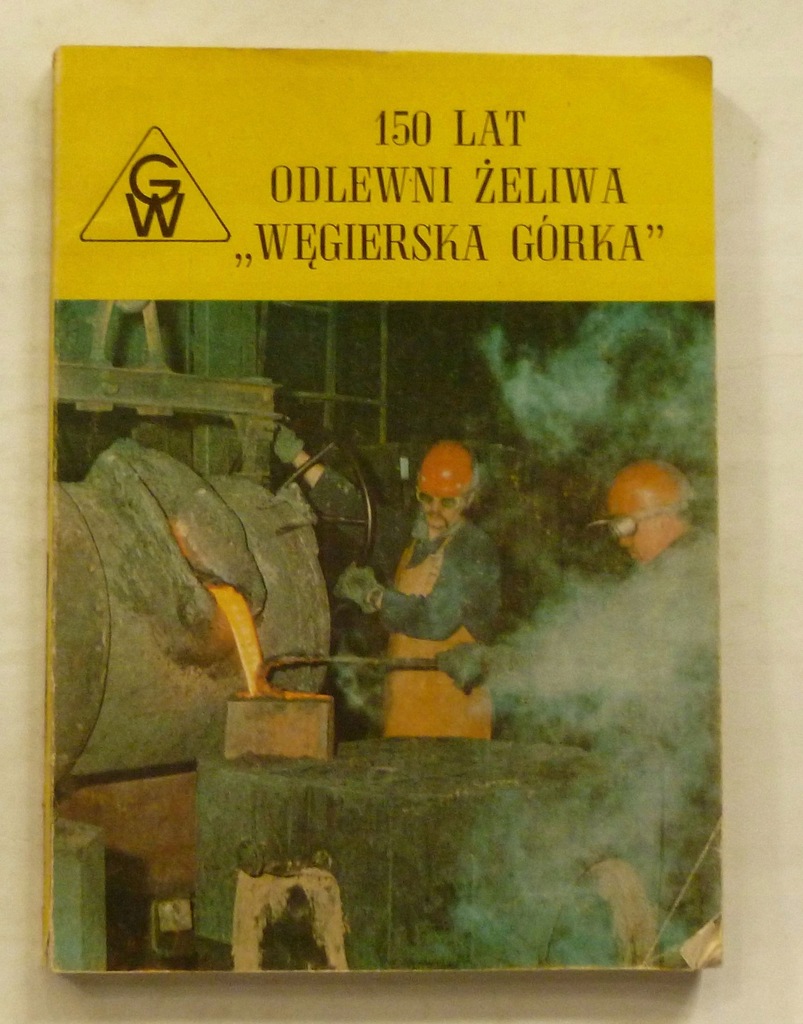 GW
150 LAT
ODLEWNI ŻELIWA
„WĘGIERSKA GÓRKA”